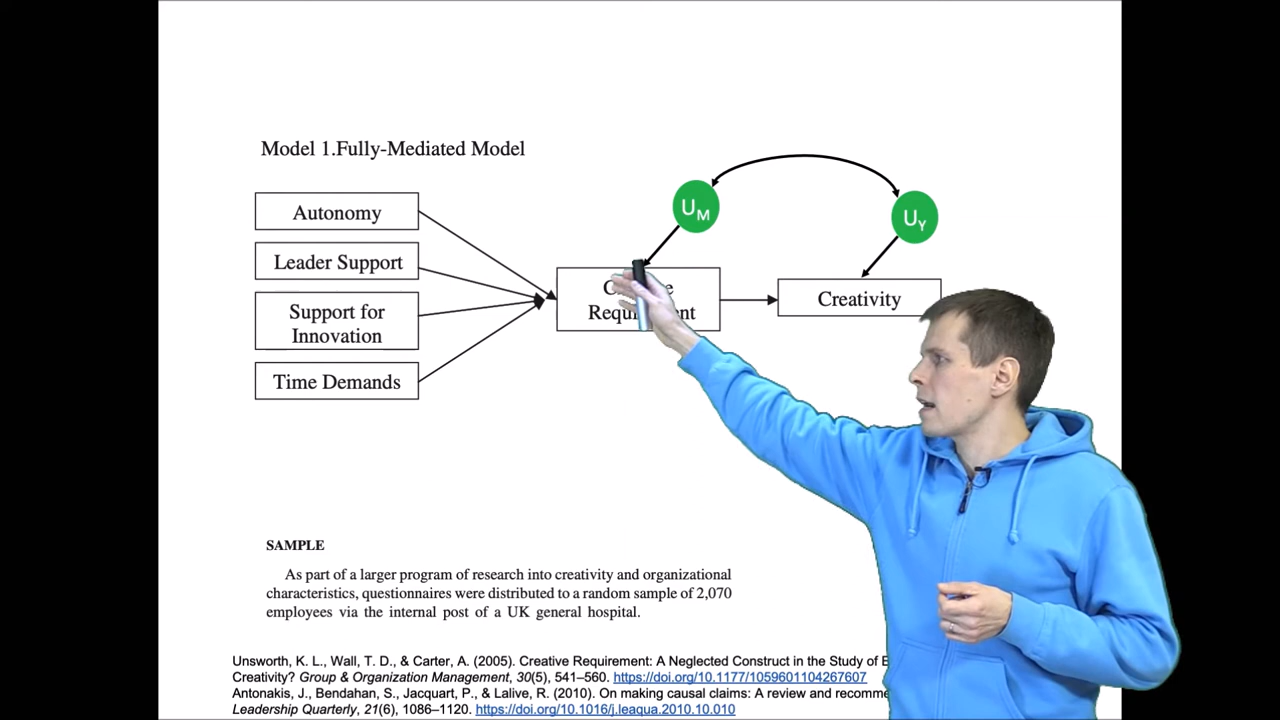 Model 1.Fully-Mediated Model
U_M
U_Y
Autonomy
Leader Support
Support for
Innovation
Time Demands
Creativity
SAMPLE
As part of a larger program of research into creativity and organizational
characteristics, questionnaires were distributed to a random sample of 2,070
employees via the internal post of a UK general hospital.
Unsworth, K. L., Wall, T. D., & Carter, A. (2005). Creative Requirement: A Neglected Construct in the Study of
Creativity? Group & Organization Management, 30(5), 541–560. https://doi.org/10.1177/1059601104267607
Antonakis, J., Bendahan, S., Jacquart, P., & Lalive, R. (2010). On making causal claims: A review and
Leadership Quarterly, 21(6), 1086–1120. https://doi.org/10.1016/j.leaqua.2010.10.010